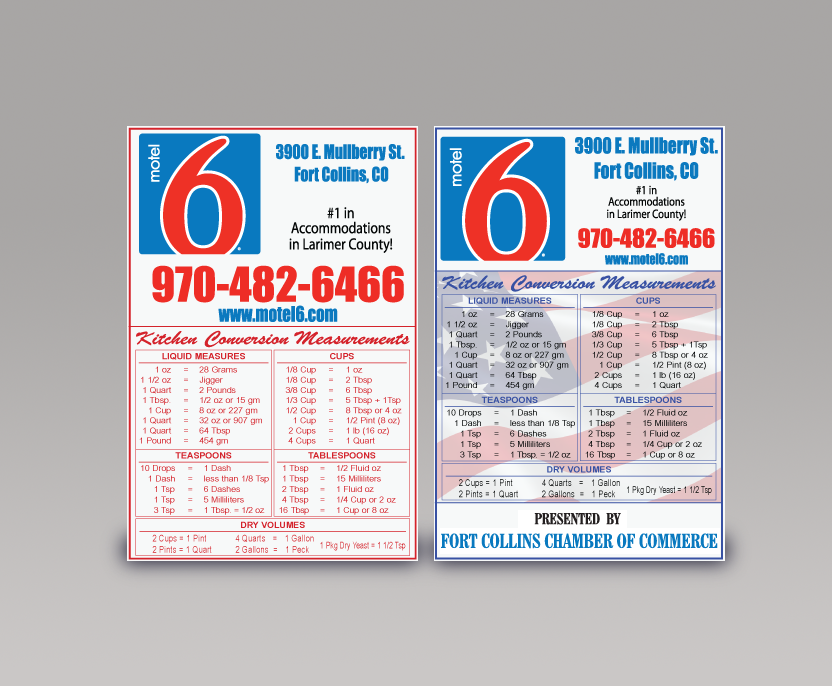 motel
6
3900 E. Mullberry St.
Fort Collins, CO
#1 in
Accommodations
in Larimer County!
970-482-6466
www.motel6.com
Kitchen Conversion Measurements
LIQUID MEASURES
1 oz = 28 Grams
1 1/2 oz = Jigger
1 Quart = 2 Pounds
1 Tbsp = 1/2 oz or 15 gm
1 Cup = 8 oz or 227 gm
1 Quart = 32 oz or 907 gm
1 Quart = 64 Tbsp
1 Pound = 454 gm
CUPS
1/8 Cup = 1 oz
1/8 Cup = 2 Tbsp
3/8 Cup = 6 Tbsp
1/3 Cup = 5 Tbsp + 1Tsp
1/2 Cup = 8 Tbsp or 4 oz
1 Cup = 1/2 Pint (8 oz)
2 Cups = 1 lb (16 oz)
4 Cups = 1 Quart
TEASPOONS
10 Drops = 1 Dash
1 Dash = less than 1/8 Tsp
1 Tsp = 6 Dashes
1 Tsp = 5 Milliliters
3 Tsp = 1 Tbsp. = 1/2 oz
TABLESPOONS
1 Tbsp = 1/2 Fluid oz
1 Tbsp = 15 Milliliters
2 Tbsp = 1 Fluid oz
4 Tbsp = 1/4 Cup or 2 oz
16 Tbsp = 1 Cup or 8 oz
DRY VOLUMES
2 Cups = 1 Pint 4 Quarts = 1 Gallon
2 Pints = 1 Quart 2 Gallons = 1 Peck 1 Pkg Dry Yeast = 1 1/2 Tsp
motel
6
3900 E. Mullberry St.
Fort Collins, CO
#1 in
Accommodations
in Larimer County!
970-482-6466
www.motel6.com
Kitchen Conversion Measurements
LIQUID MEASURES
1 oz = 28 Grams
1 1/2 oz = Jigger
1 Quart = 2 Pounds
1 Tbsp. = 1/2 oz or 15 gm
1 Cup = 8 oz or 227 gm
1 Quart = 32 oz or 907 gm
1 Quart = 64 Tbsp
1 Pound = 454 gm
CUPS
1/8 Cup = 1 oz
1/8 Cup = 2 Tbsp
3/8 Cup = 6 Tbsp
1/3 Cup = 5 Tbsp + 1Tsp
1/2 Cup = 8 Tbsp or 4 oz
1 Cup = 1/2 Pint (8 oz)
2 Cups = 1 lb (16 oz)
4 Cups = 1 Quart
TEASPOONS
10 Drops = 1 Dash
1 Dash = less than 1/8 Tsp
1 Tsp = 6 Dashes
1 Tsp = 5 Milliliters
3 Tsp = 1 Tbsp. = 1/2 oz
TABLESPOONS
1 Tbsp = 1/2 Fluid oz
1 Tbsp = 15 Milliliters
2 Tbsp = 1 Fluid oz
4 Tbsp = 1/4 Cup or 2 oz
16 Tbsp = 1 Cup or 8 oz
DRY VOLUMES
2 Cups = 1 Pint 4 Quarts = 1 Gallon
2 Pints = 1 Quart 2 Gallons = 1 Peck 1 Pkg Dry Yeast = 1 1/2 Tsp
PRESENTED BY
FORT COLLINS CHAMBER OF COMMERCE